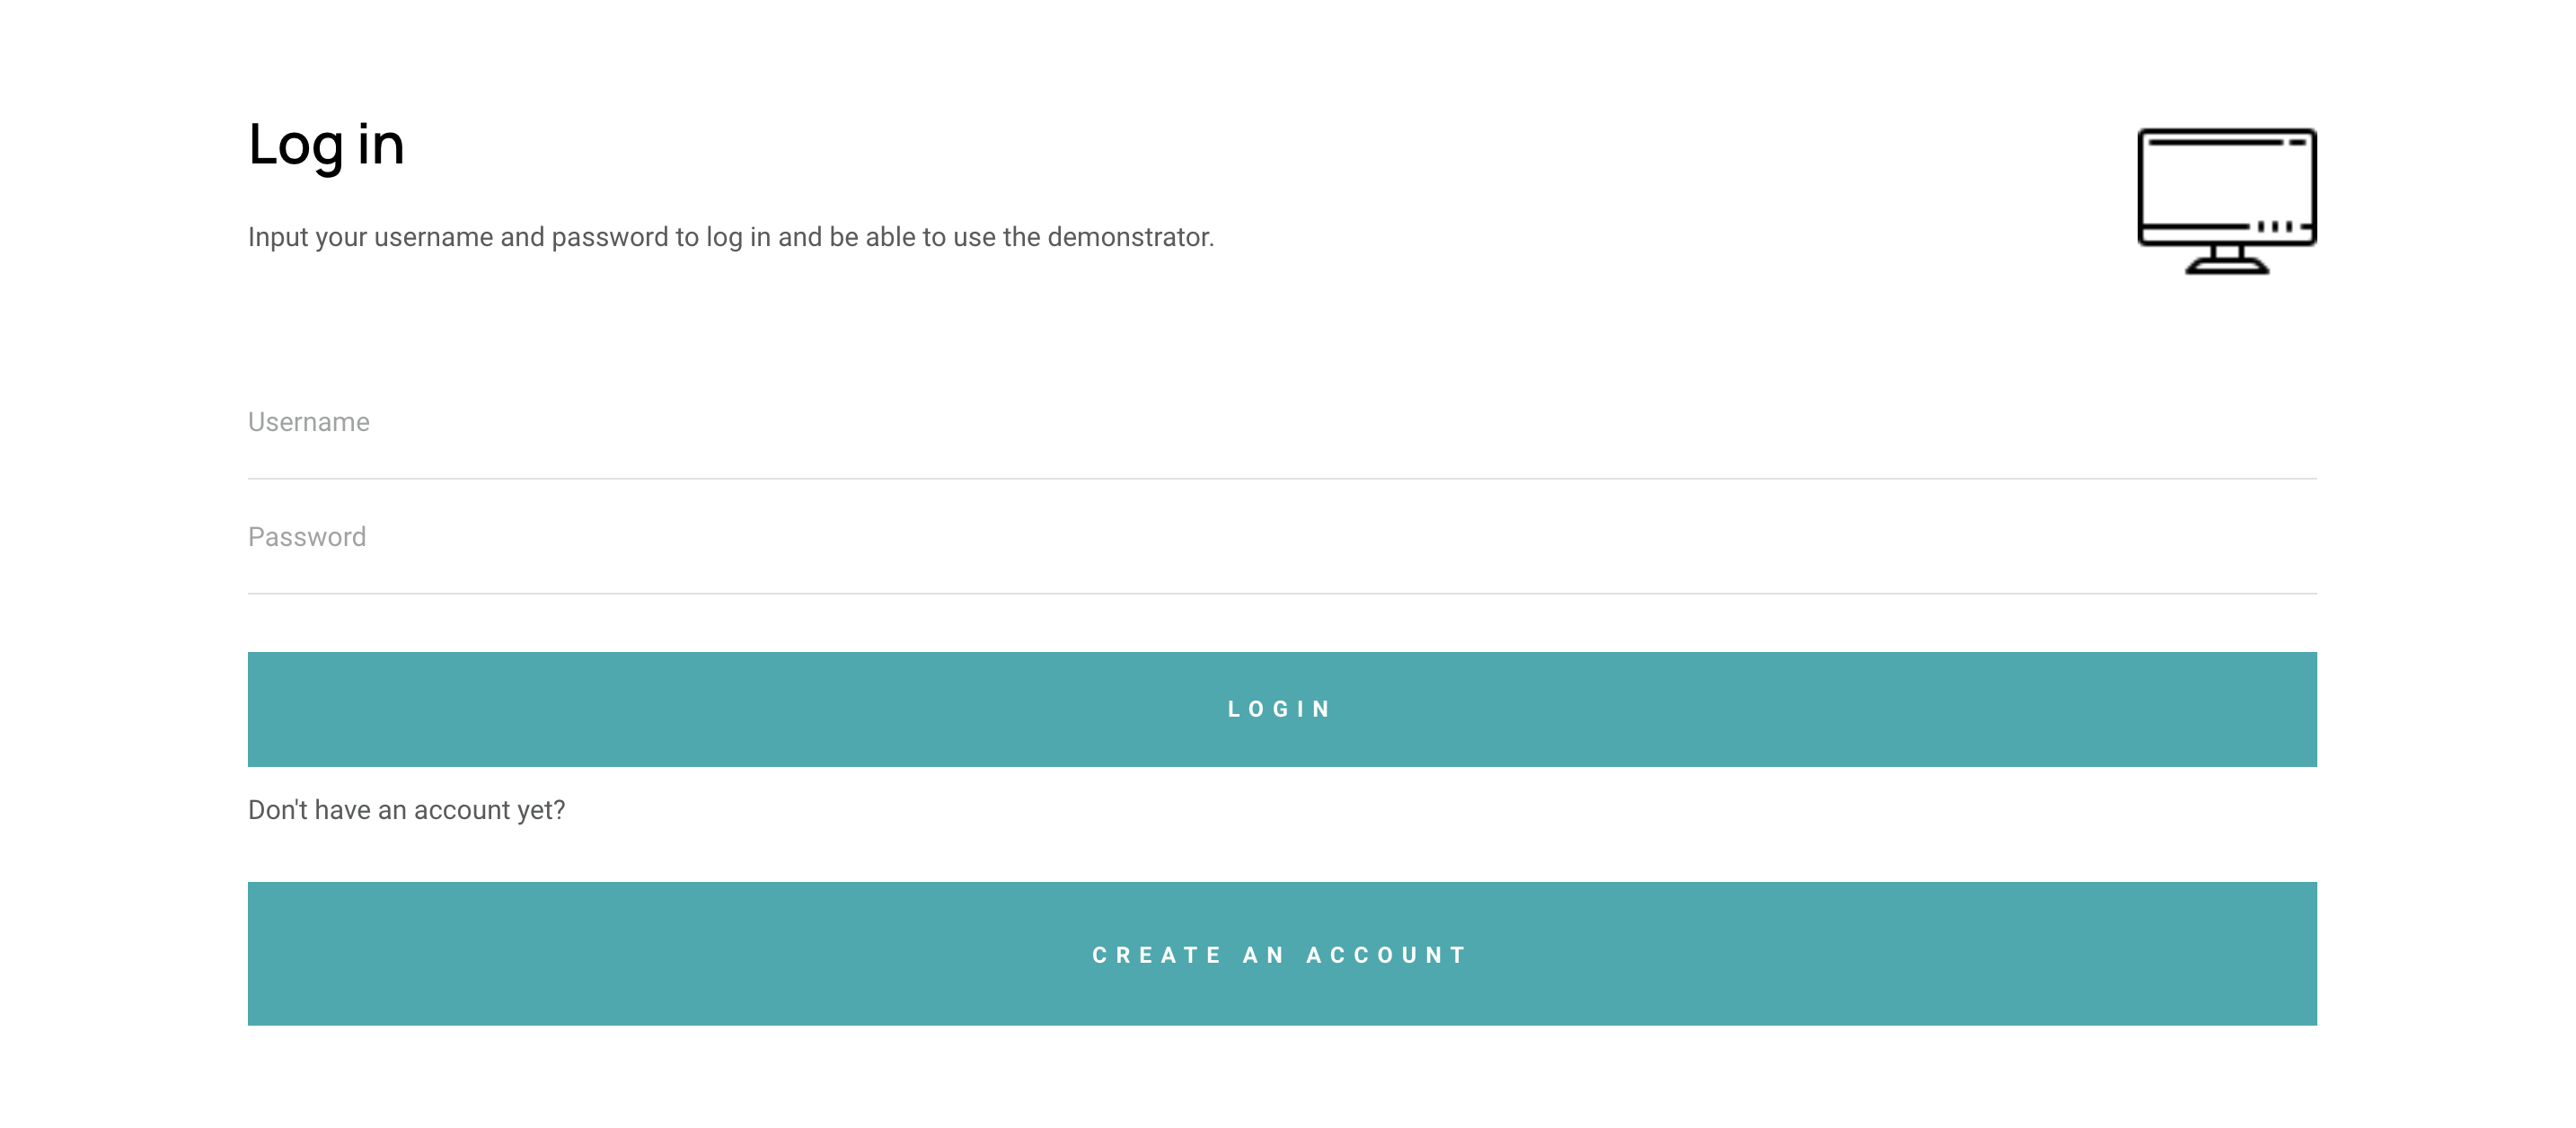 Log in
Input your username and password to log in and be able to use the demonstrator.
Username
Password
LOGIN
Don't have an account yet?
CREATE AN ACCOUNT